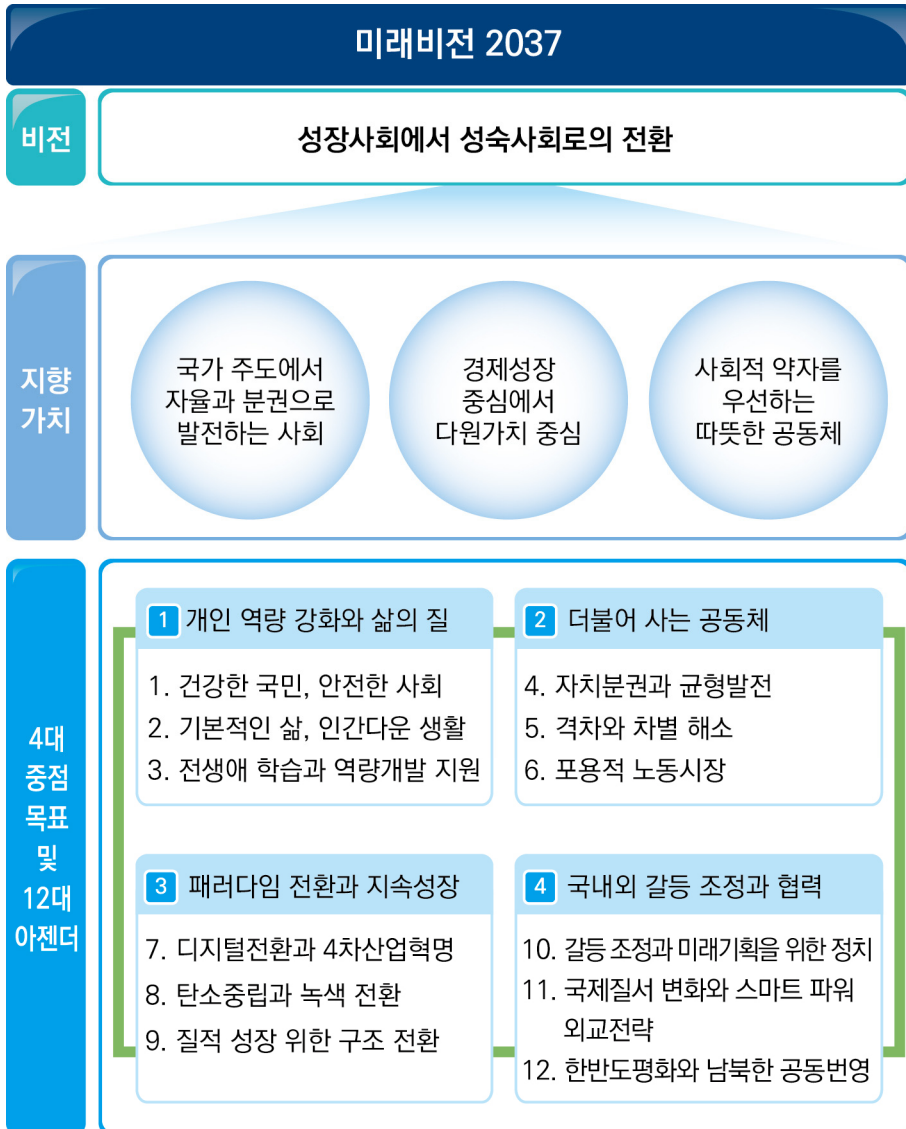 미래비전 2037
비전
성장사회에서 성숙사회로의 전환
지향
가치
국가 주도에서
자율과 분권으로
발전하는 사회
경제성장
중심에서
다원가치 중심
사회적 약자를
우선하는
따뜻한 공동체
4대
중점
목표
및
12대
아젠더
1 개인 역량 강화와 삶의 질
1. 건강한 국민, 안전한 사회
2. 기본적인 삶, 인간다운 생활
3. 전생애 학습과 역량개발 지원
2 더불어 사는 공동체
4. 자치분권과 균형발전
5. 격차와 차별 해소
6. 포용적 노동시장
3 패러다임 전환과 지속성장
7. 디지털전환과 4차산업혁명
8. 탄소중립과 녹색 전환
9. 질적 성장 위한 구조 전환
4 국내외 갈등 조정과 협력
10. 갈등 조정과 미래기획을 위한 정치
11. 국제질서 변화와 스마트 파워
외교전략
12. 한반도평화와 남북한 공동번영